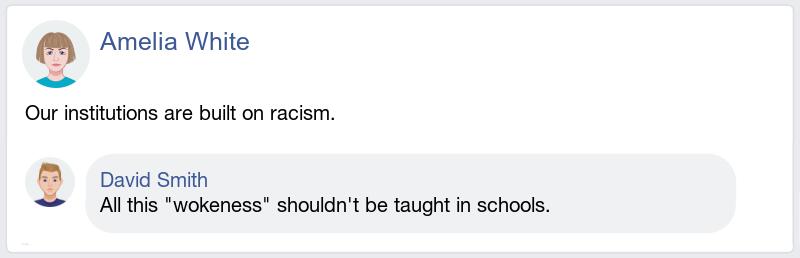 Amelia White
Our institutions are built on racism.
David Smith
All this "wokeness" shouldn't be taught in schools.